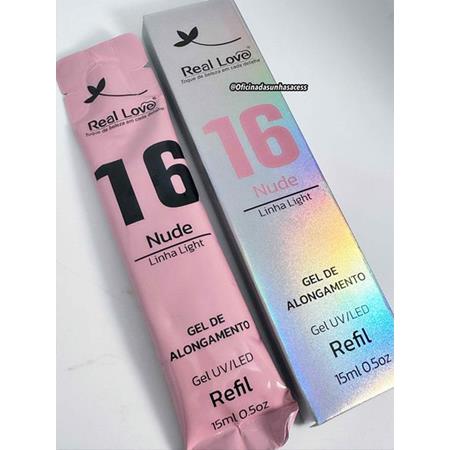 Real Love®
Toque de beleza em cada detalhe
16
Nude
Linha Light
GEL DE
ALONGAMENTO
Gel UV/LED
Refil
15ml 0.5oz
Real Love®
Toque de beleza em cada detalhe
@Oficinadasunhasacess
16
Nude
Linha Light
GEL DE
ALONGAMENTO
Gel UV/LED
Refil
15ml 0.5oz